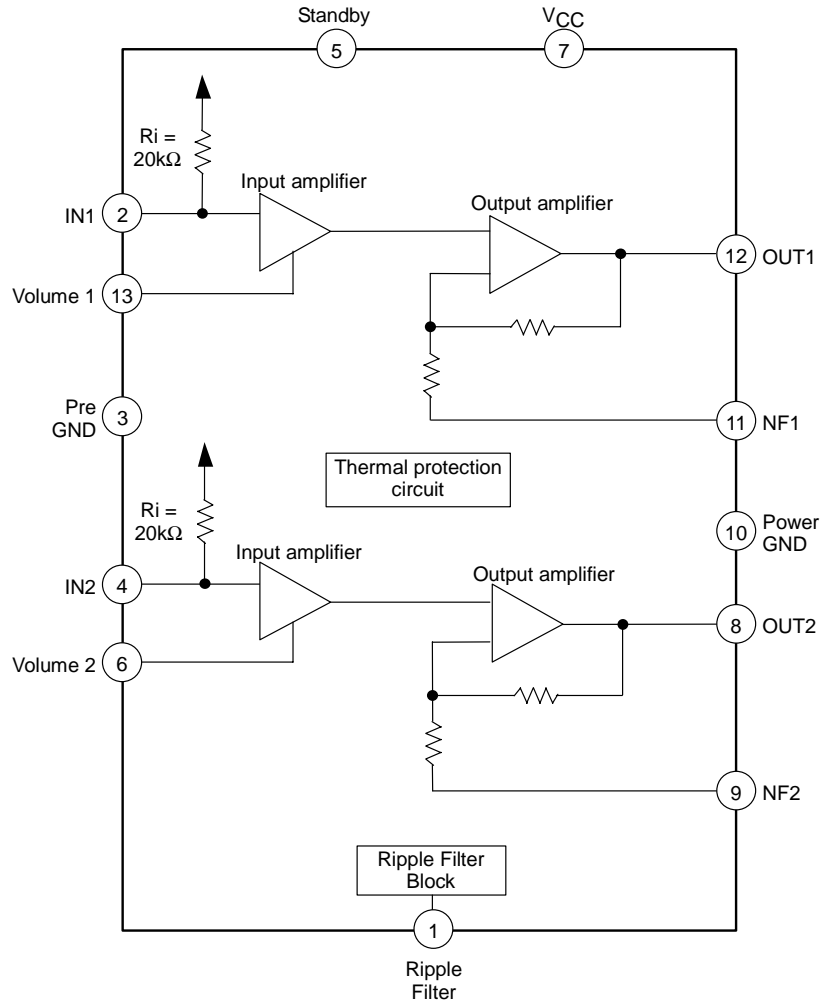 Standby
5
VCC
7
Ri =
20kΩ
Input amplifier
Output amplifier
IN1
2
12
OUT1
Volume 1
13
Pre
GND
3
11
NF1
Thermal protection
circuit
Ri =
20kΩ
10
Power
GND
Input amplifier
Output amplifier
IN2
4
8
OUT2
Volume 2
6
9
NF2
Ripple Filter
Block
1
Ripple
Filter